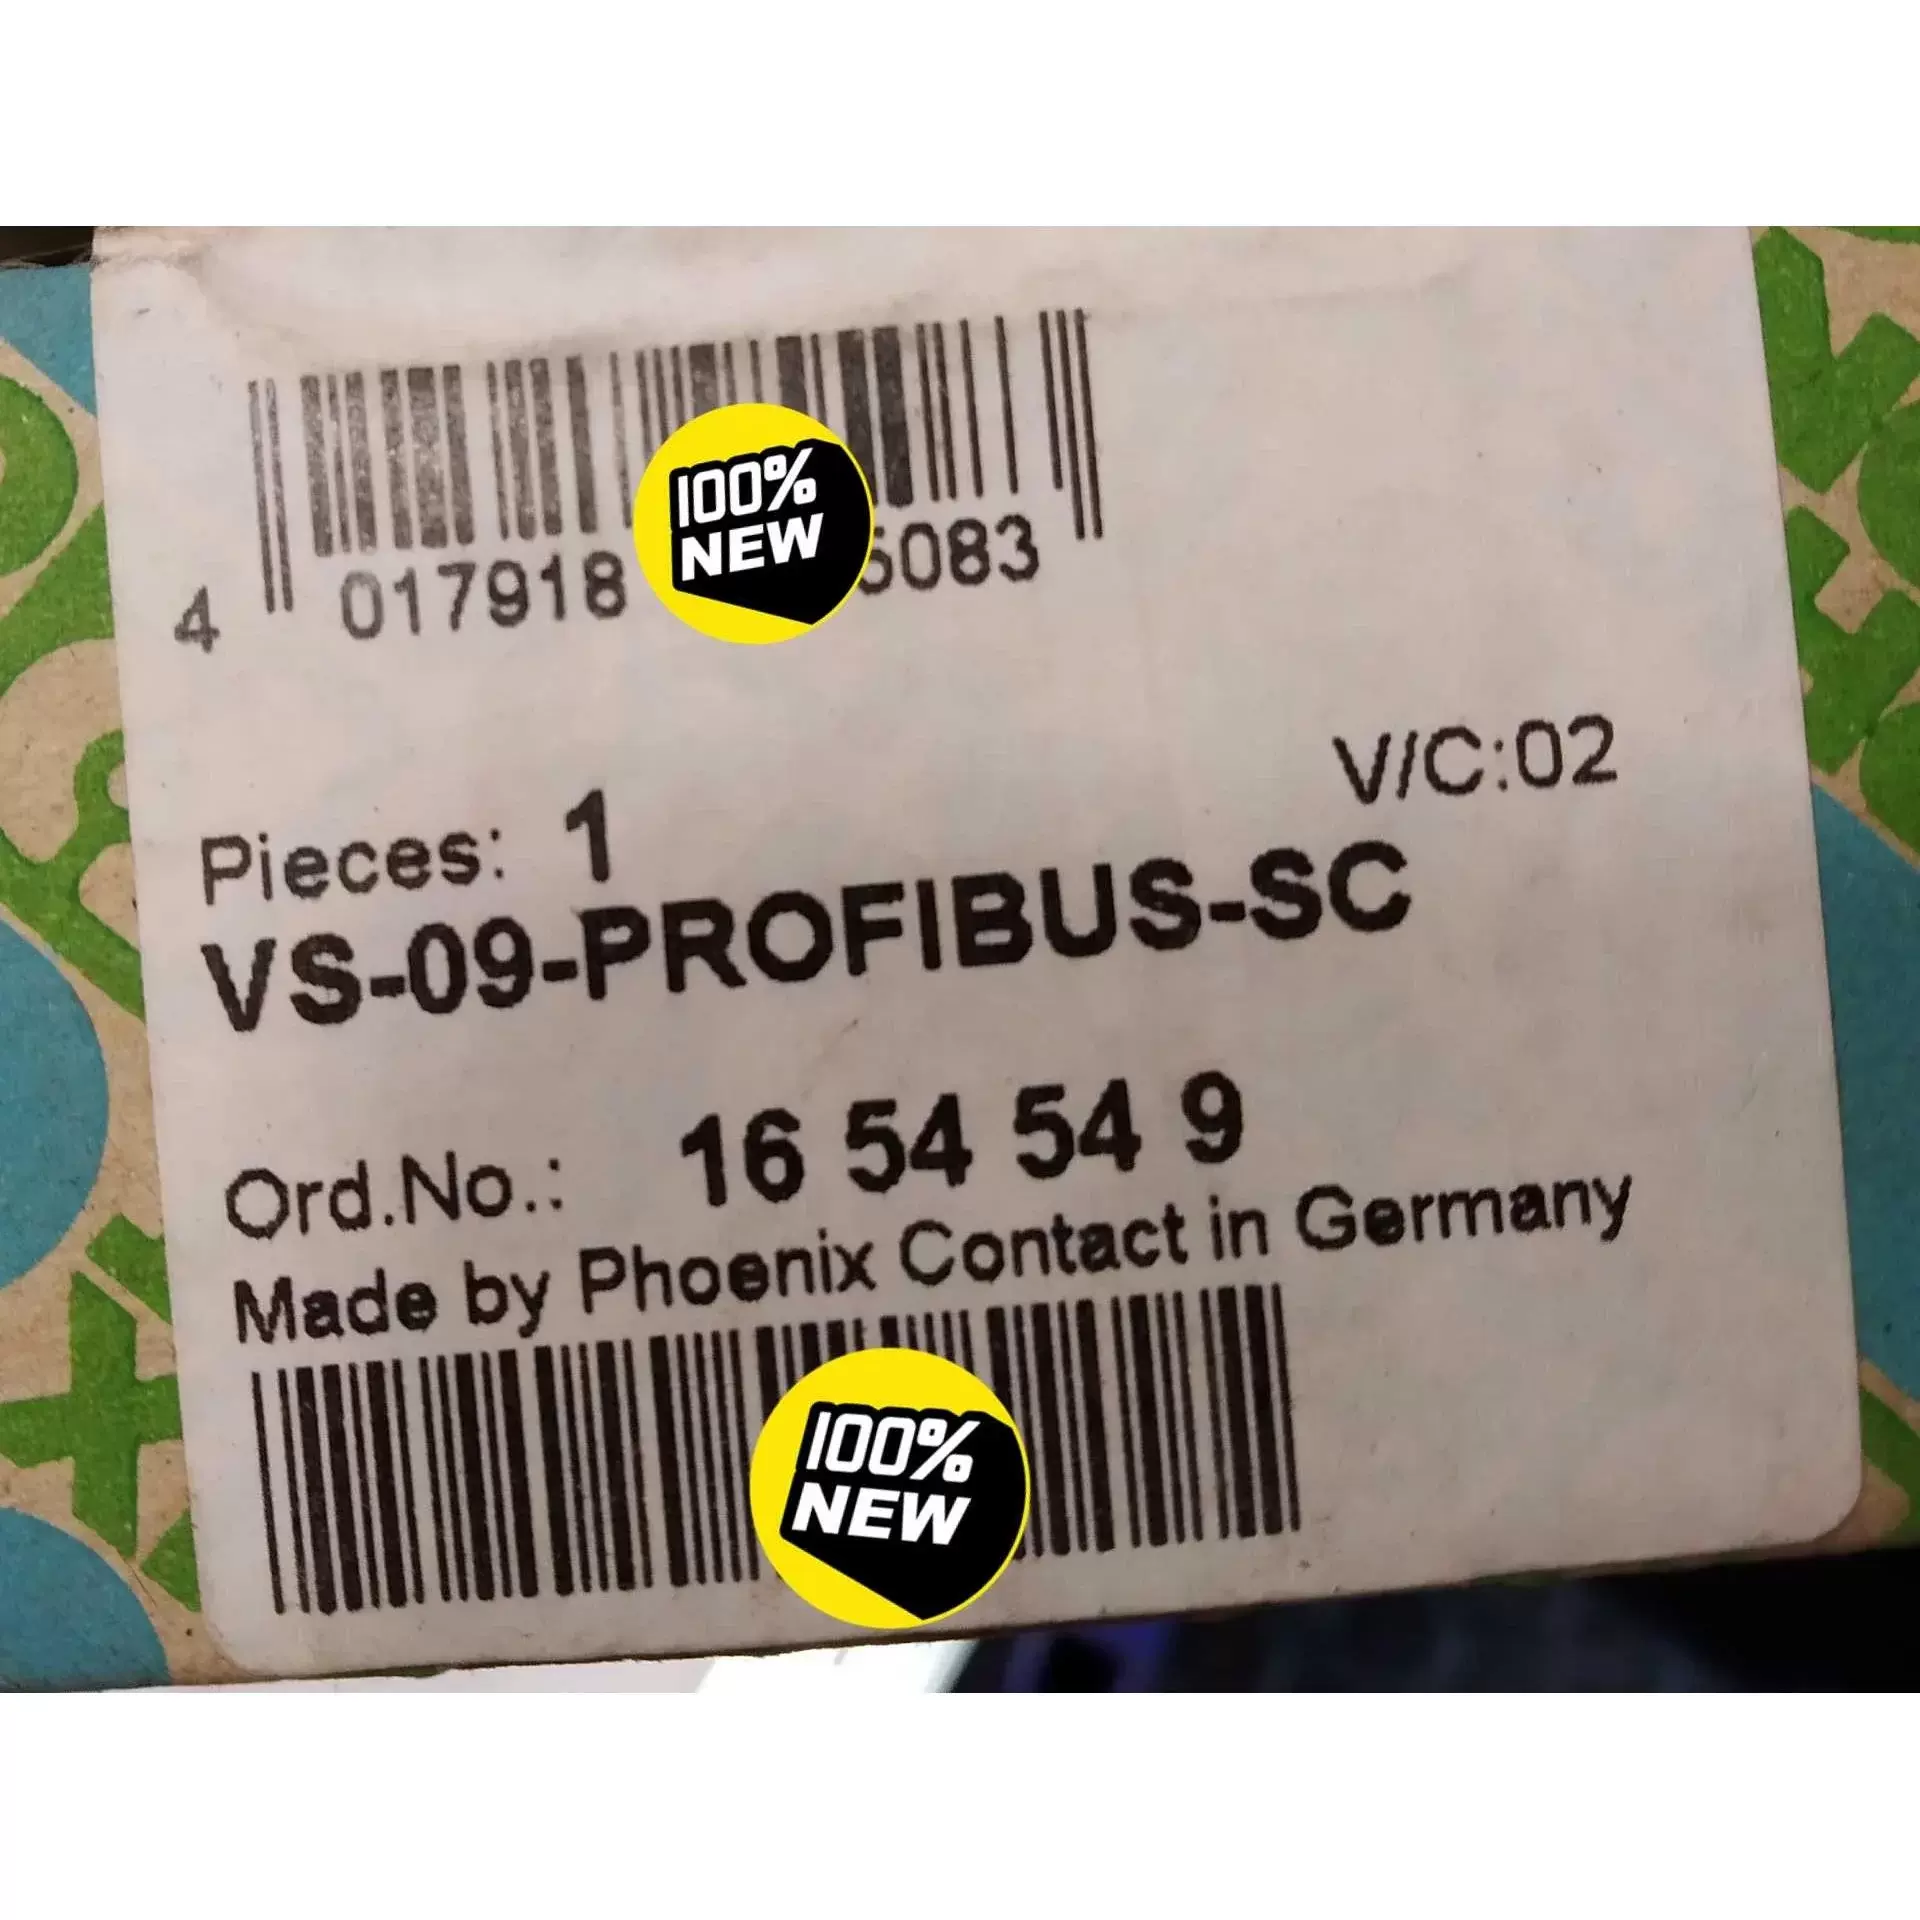 4 017918 5083
100%
NEW
V/C:02
Pieces: 1
VS-09-PROFIBUS-SC
Ord.No.: 16 54 54 9
Made by Phoenix Contact in Germany
100%
NEW